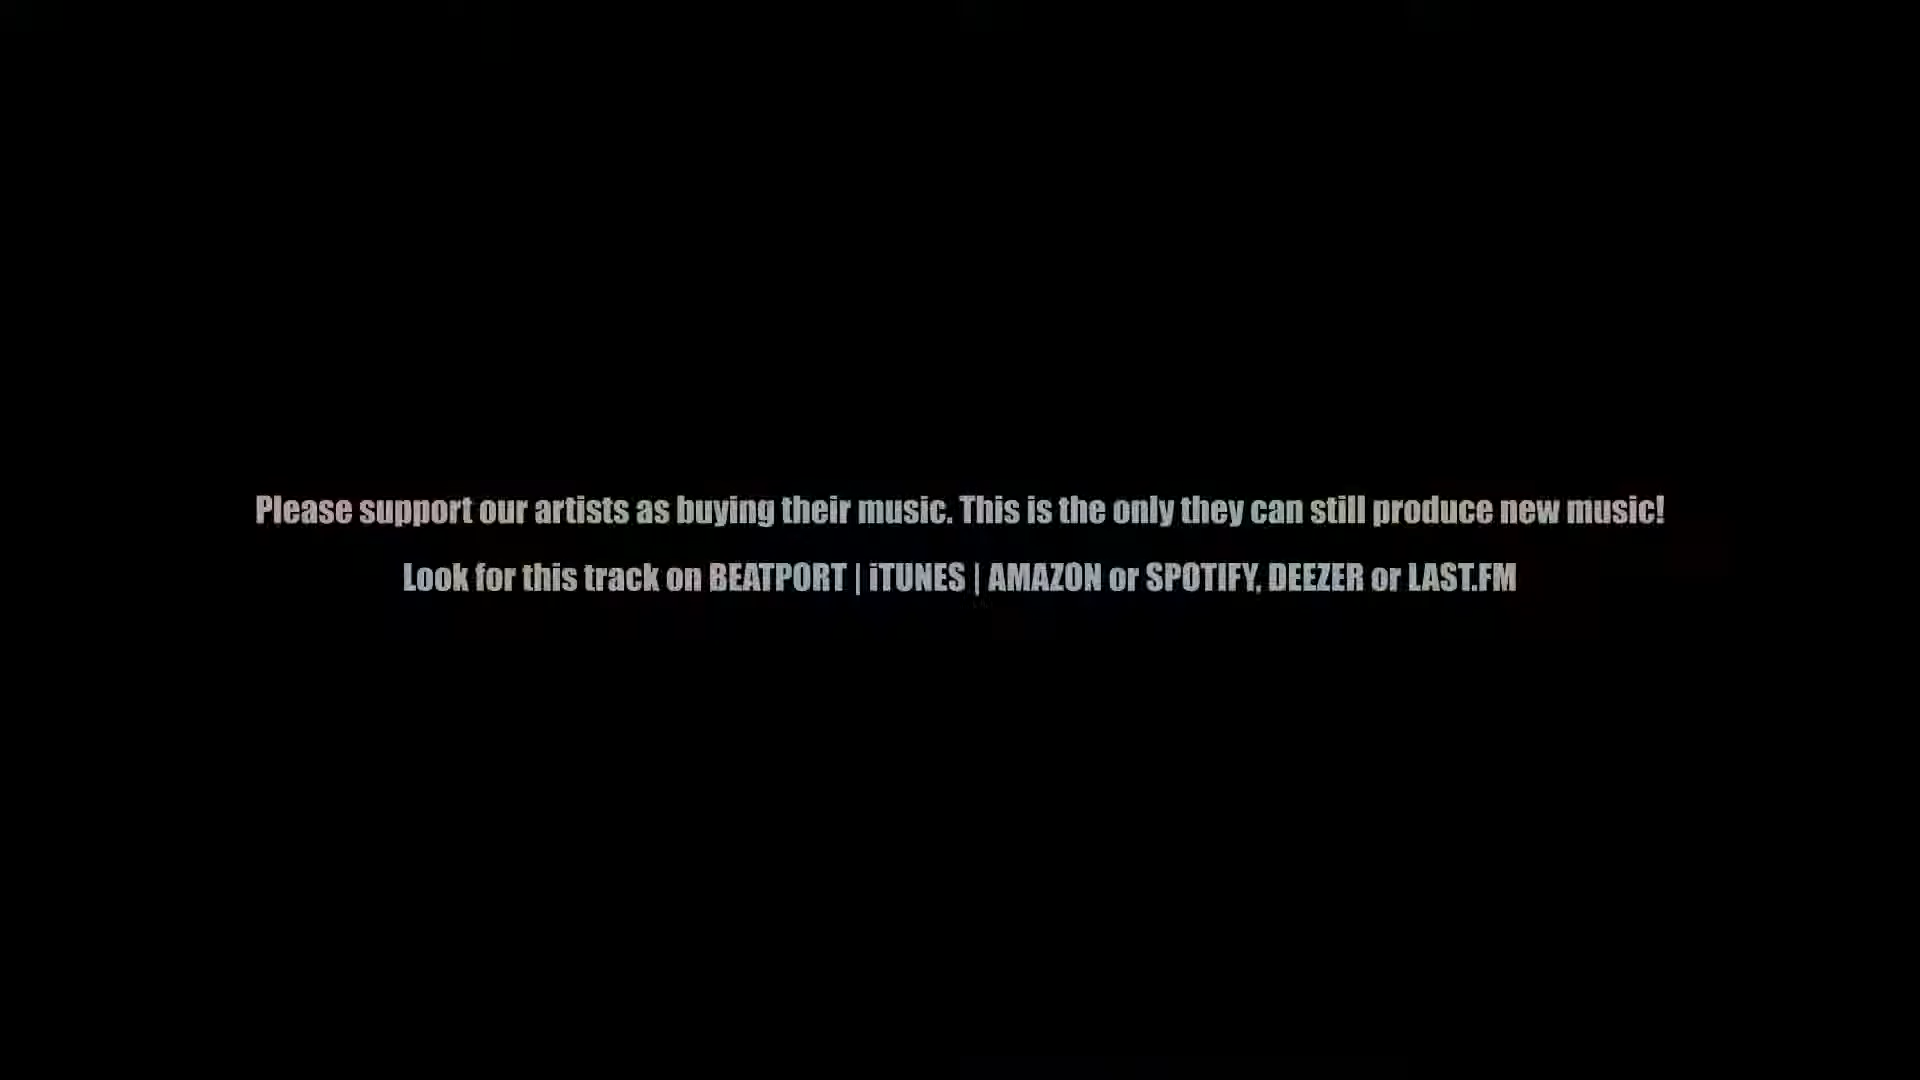 Please support our artists as buying their music. This is the only they can still produce new music!
Look for this track on BEATPORT | iTUNES | AMAZON or SPOTIFY, DEEZER or LAST.FM